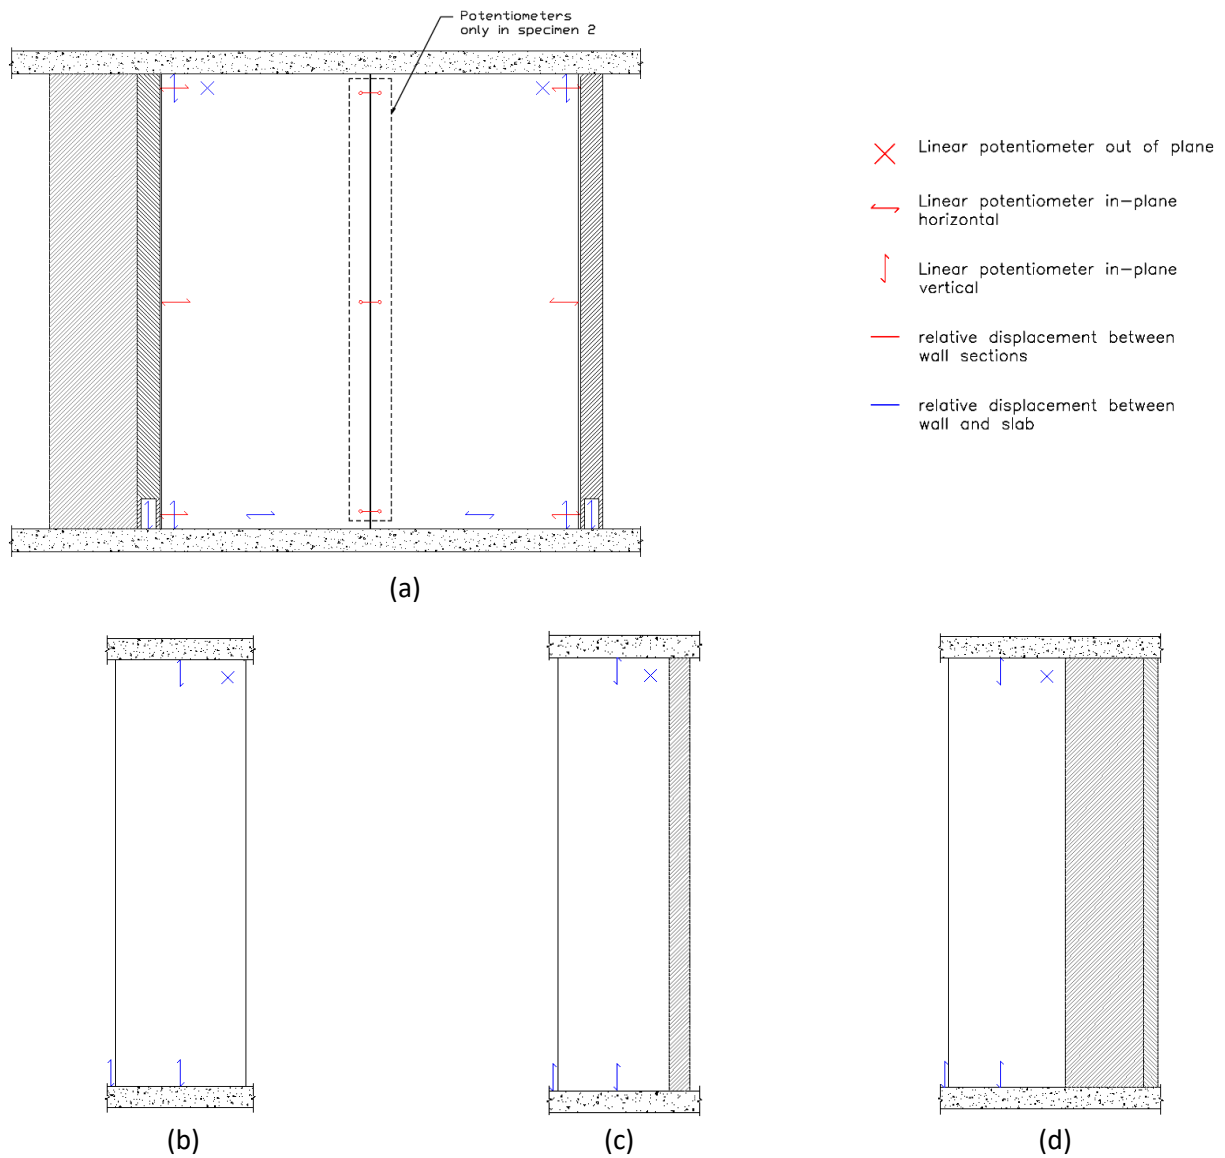 Potentiometers
only in specimen 2
Linear potentiometer out of plane
Linear potentiometer in-plane
horizontal
Linear potentiometer in-plane
vertical
relative displacement between
wall sections
relative displacement between
wall and slab
(a)
(b)
(c)
(d)